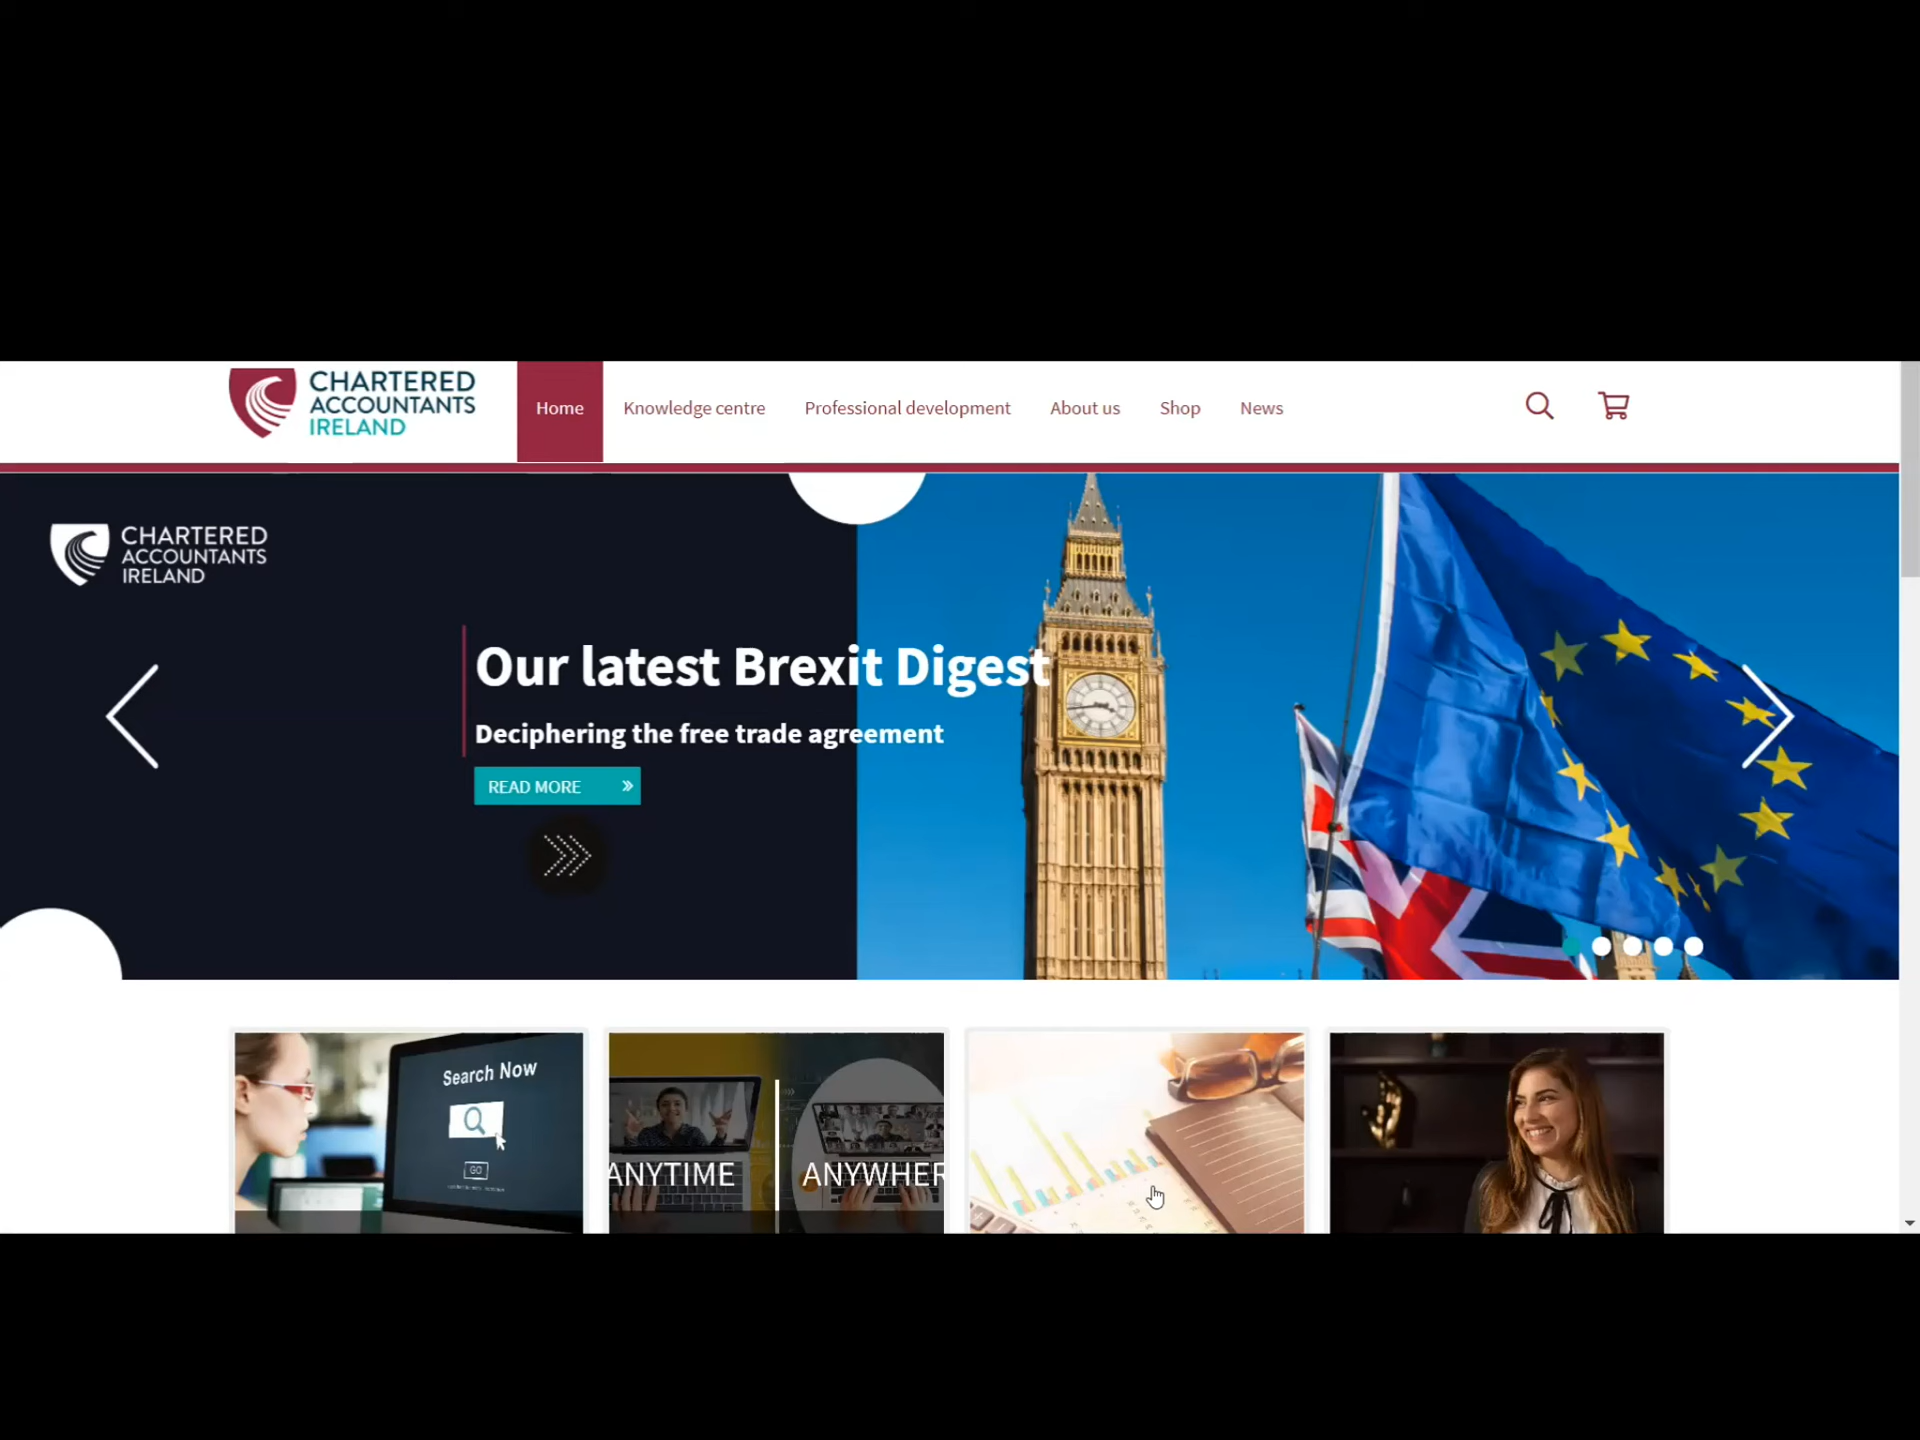 CHARTERED
ACCOUNTANTS
IRELAND
Home
Knowledge centre
Professional development
About us
Shop
News
CHARTERED
ACCOUNTANTS
IRELAND
Our latest Brexit Digest
Deciphering the free trade agreement
READ MORE »
Search Now
GO
ANYTIME
ANYWHER